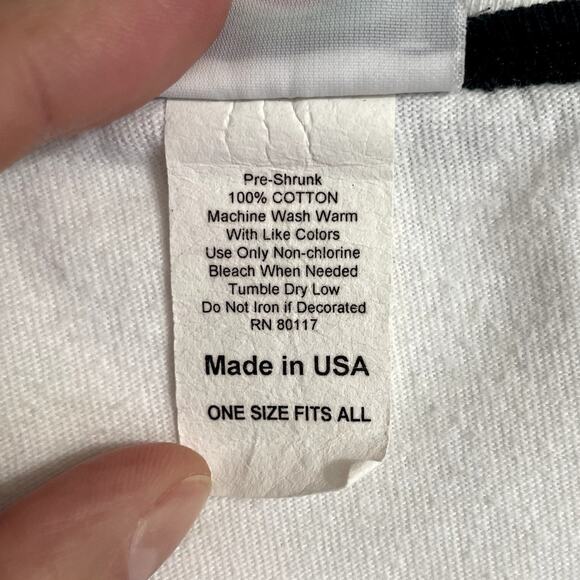 Pre-Shrunk
100% COTTON
Machine Wash Warm
With Like Colors
Use Only Non-chlorine
Bleach When Needed
Tumble Dry Low
Do Not Iron if Decorated
RN 80117
Made in USA
ONE SIZE FITS ALL